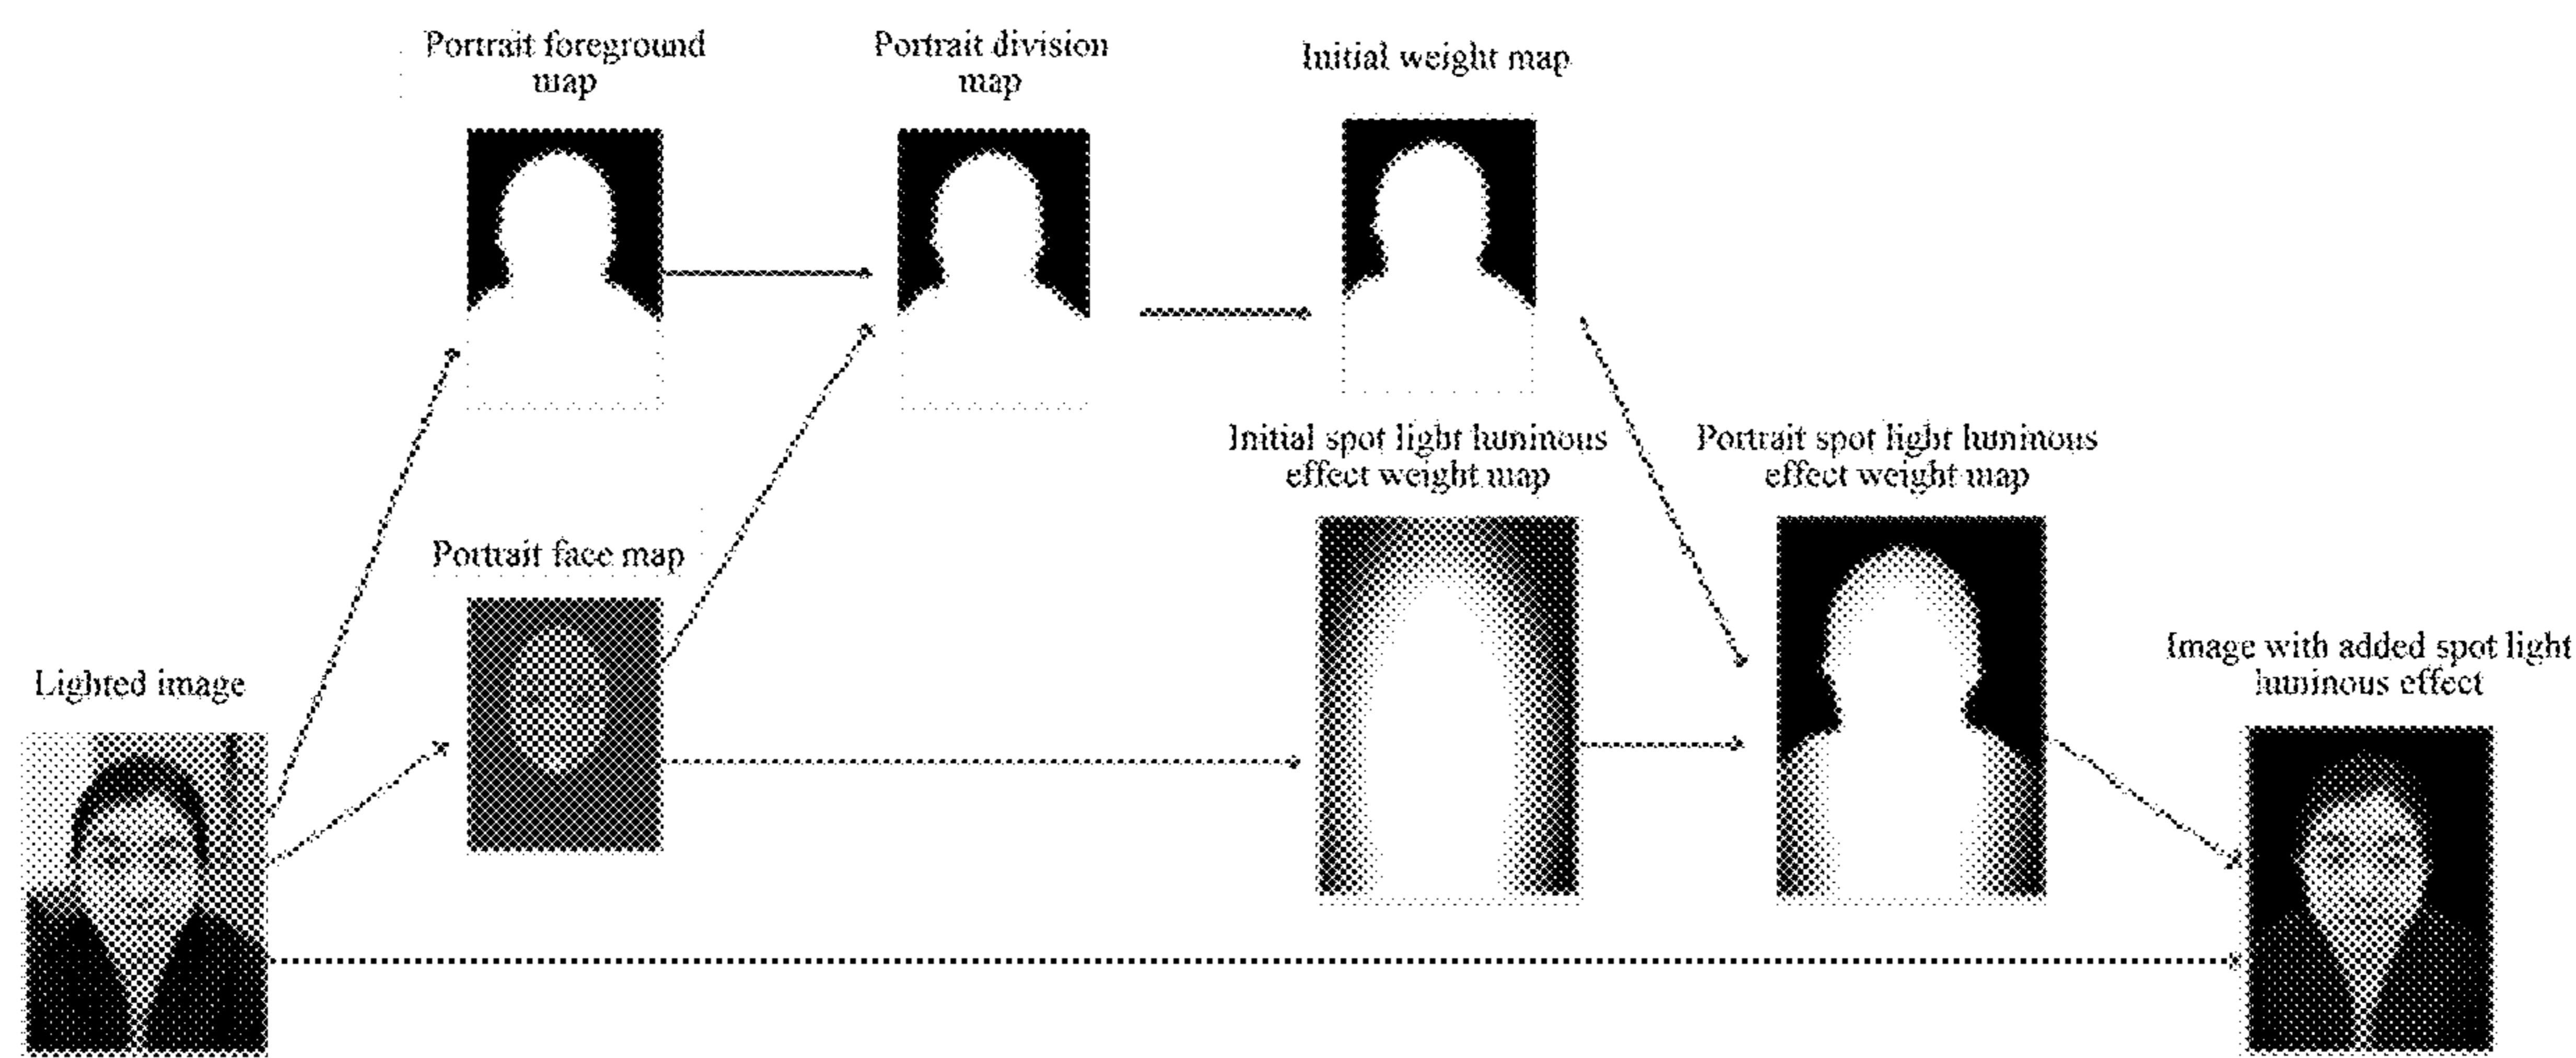 Portrait foreground
map
Portrait division
map
Initial weight map
Initial spot light luminous
effect weight map
Portrait spot light luminous
effect weight map
Portrait face map
Lighted image
Image with added spot light
luminous effect